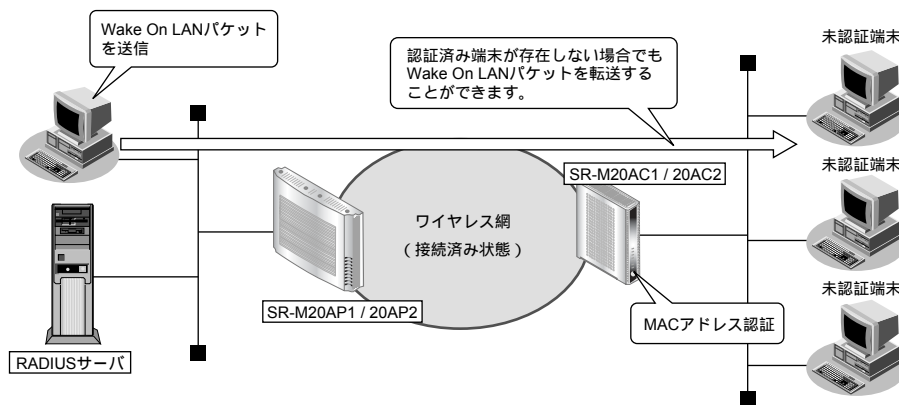 Wake On LANパケット
を送信
認証済み端末が存在しない場合でも
Wake On LANパケットを転送する
ことができます。
未認証端末
SR-M20AC1 / 20AC2
未認証端末
ワイヤレス網
（接続済み状態）
未認証端末
SR-M20AP1 / 20AP2
MACアドレス認証
RADIUSサーバ